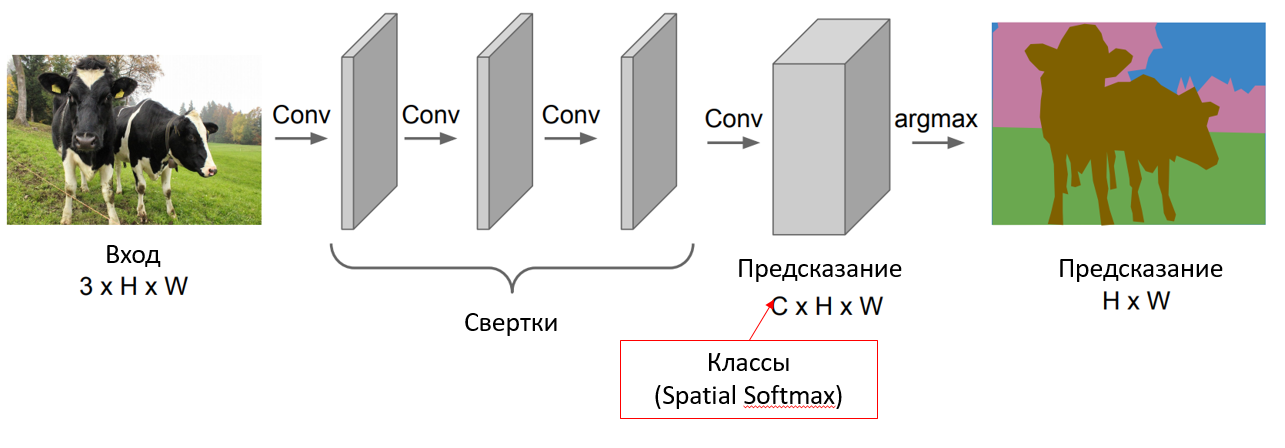 Conv
Conv
Conv
Conv
argmax
Вход
3 x H x W
Свертки
Предсказание
C x H x W
Классы
(Spatial Softmax)
Предсказание
H x W